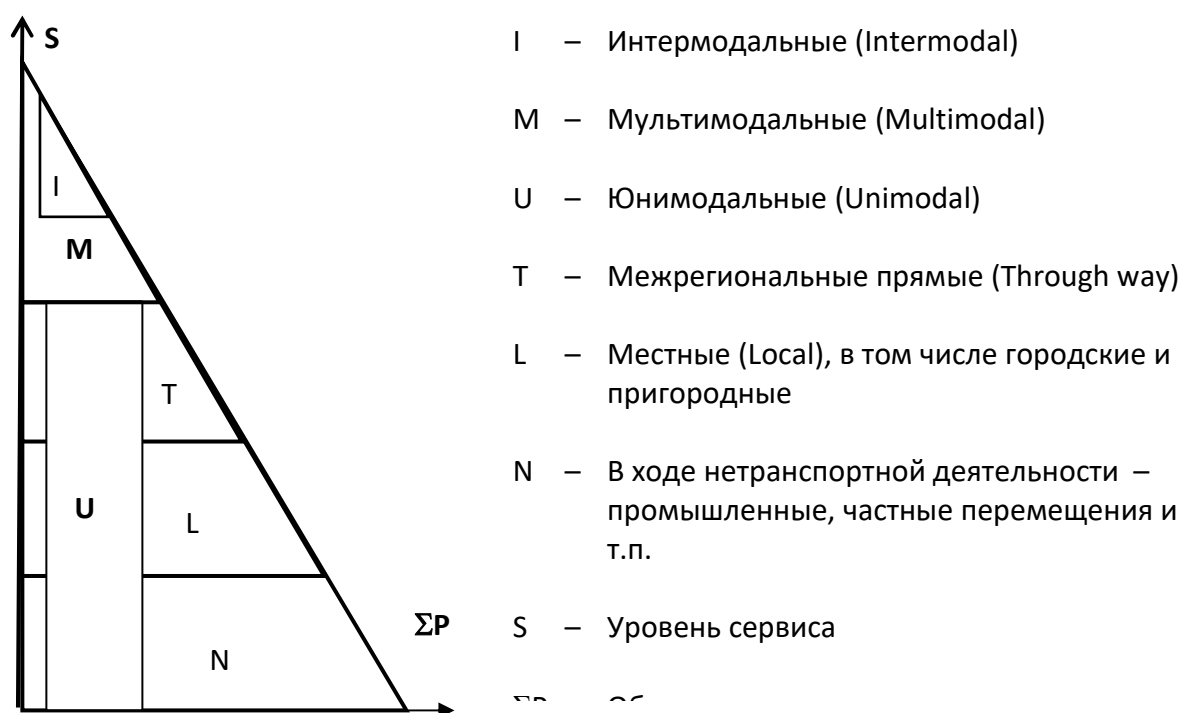 S
I – Интермодальные (Intermodal)
M – Мультимодальные (Multimodal)
I
M
U – Юнимодальные (Unimodal)
T – Межрегиональные прямые (Through way)
T
L – Местные (Local), в том числе городские и
пригородные
U
L
N – В ходе нетранспортной деятельности –
промышленные, частные перемещения и
т.п.
ΣP
N
S – Уровень сервиса